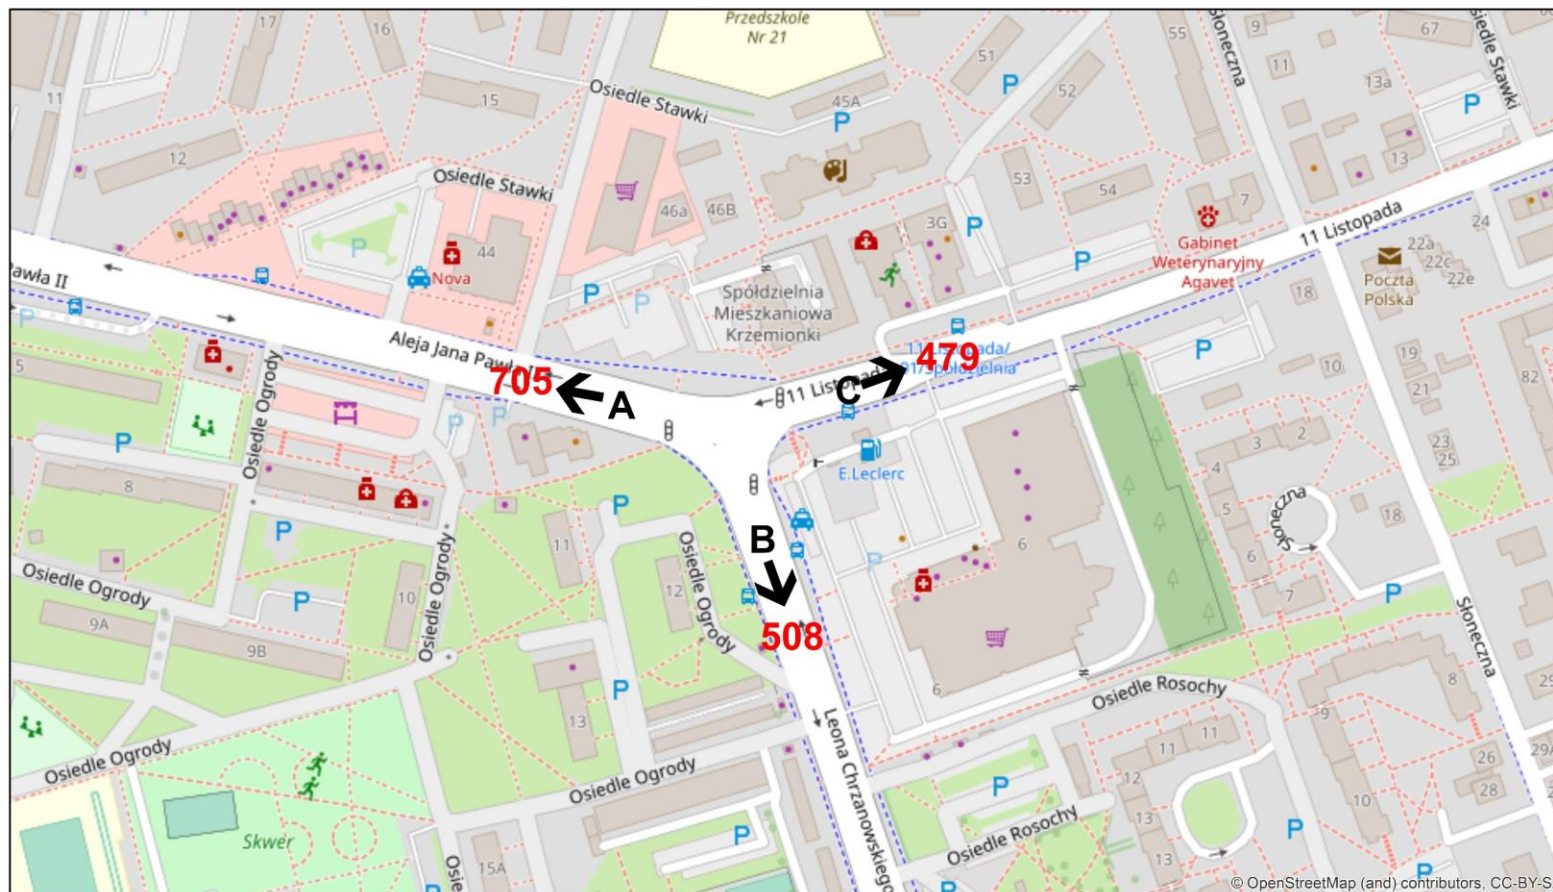 Przedszkole
Nr 21
17
16
51
55
Słoneczna
9
67
11
11
13a
P
52
P
15
Osiedle Stawki
45A
P
12
13
Osiedle Stawki
53
54
7
46a
46B
3G
P
24
11 Listopada
44
P
Nova
P
P
P
Gabinet
Weterynaryjny
Agavet
22a
22c
22e
Poczta
Polska
Pawła II
Spółdzielnia
Mieszkaniowa
Krzemionki
18
P
Aleja Jana Pawła II
5
705
A
C
479
11 Listopada
P
19
21
82
Osiedle Ogrody
P
P
P
E.Leclerc
3
2
4
23
25
8
P
P
B
11
12
Osiedle Ogrody
6
5
6
Słoneczna
18
P
7
P
Osiedle Ogrody
Osiedle Ogrody
P
10
9A
9B
508
6
Słoneczna
P
13
Osiedle Rosochy
8
9
29
Osiedle Ogrody
Osiedle Ogrody
Leona Chrzanowskiego
11
11
12
26
29A
28
10
P
Skwer
P
P
13
13
Osiedle Rosochy
15A
P
P
P
© OpenStreetMap (and) contributors, CC-BY-S